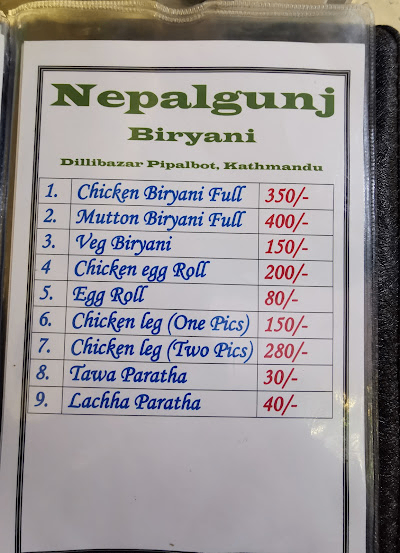 Nepalgunj
Biryani
Dillibazar Pipalbot, Kathmandu
1. Chicken Biryani Full 350/-
2. Mutton Biryani Full 400/-
3. Veg Biryani 150/-
4 Chicken egg Roll 200/-
5. Egg Roll 80/-
6. Chicken leg (One Pics) 150/-
7. Chicken leg (Two Pics) 280/-
8. Tawa Paratha 30/-
9. Lachha Paratha 40/-